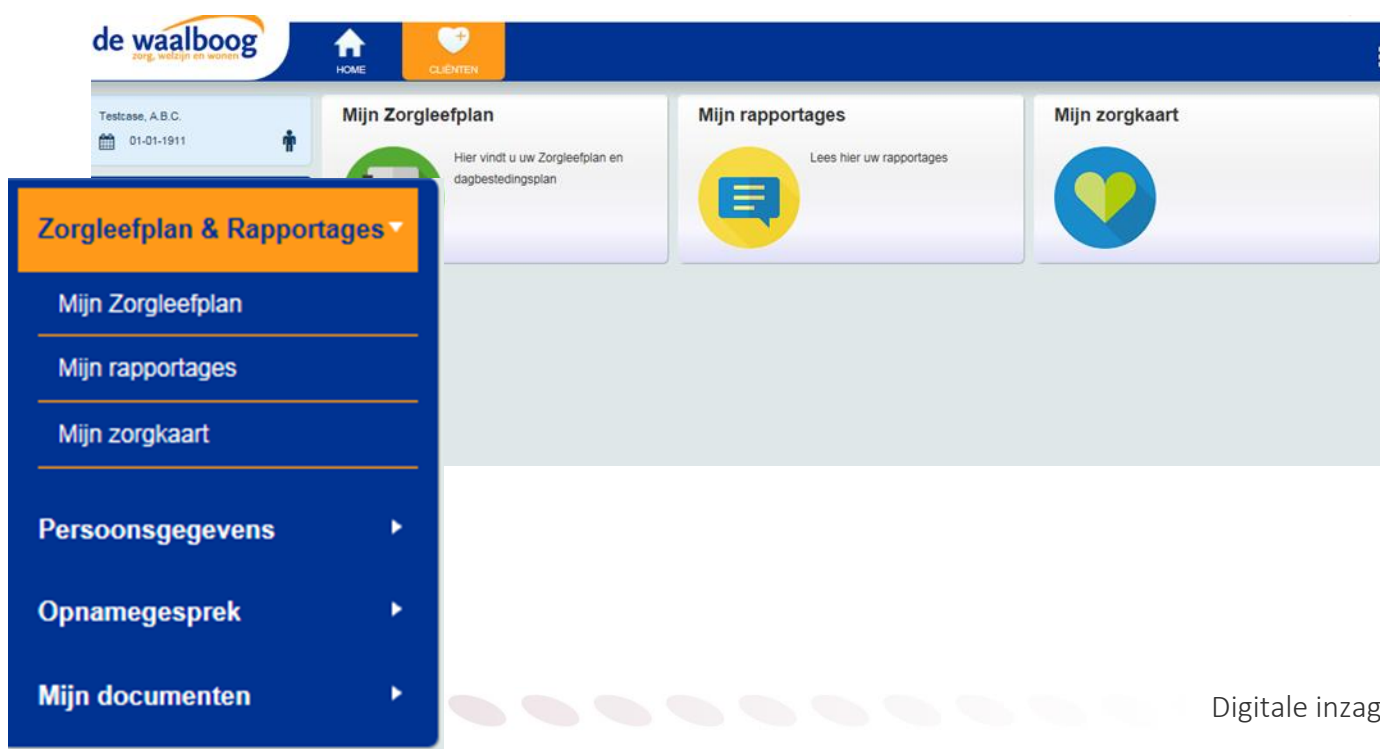 de waalboog
zorg, welzijn en wonen
HOME
CLIËNTEN
Testcase, A.B.C.
01-01-1911
Mijn Zorgleefplan
Hier vindt u uw Zorgleefplan en
dagbestedingsplan
Mijn rapportages
Lees hier uw rapportages
Mijn zorgkaart
Zorgleefplan & Rapportages
Mijn Zorgleefplan
Mijn rapportages
Mijn zorgkaart
Persoonsgegevens
Opnamegesprek
Mijn documenten
Digitale inzag